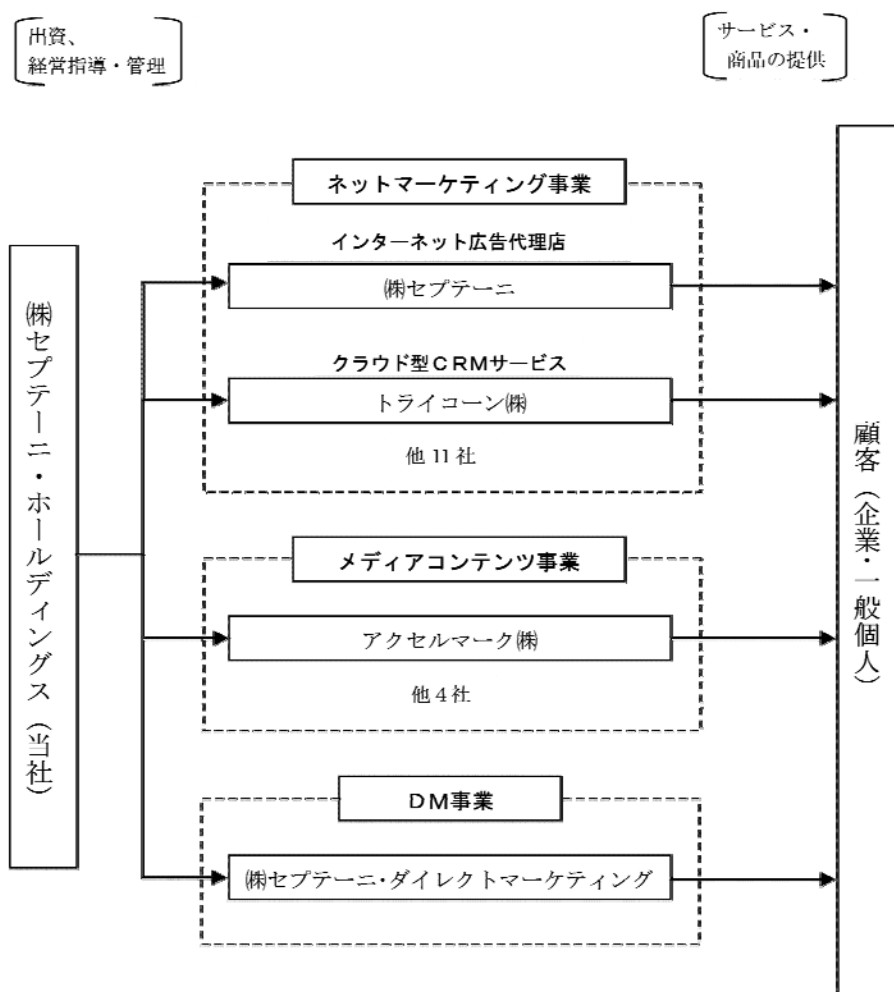 出資、
経営指導・管理
サービス・
商品の提供
㈱セプテーニ・ホールディングス（当社）
ネットマーケティング事業
インターネット広告代理店
㈱セプテーニ
クラウド型ＣＲＭサービス
トライコーン㈱
他 11 社
メディアコンテンツ事業
アクセルマーク㈱
他 4 社
ＤＭ事業
㈱セプテーニ・ダイレクトマーケティング
顧客（企業・一般個人）